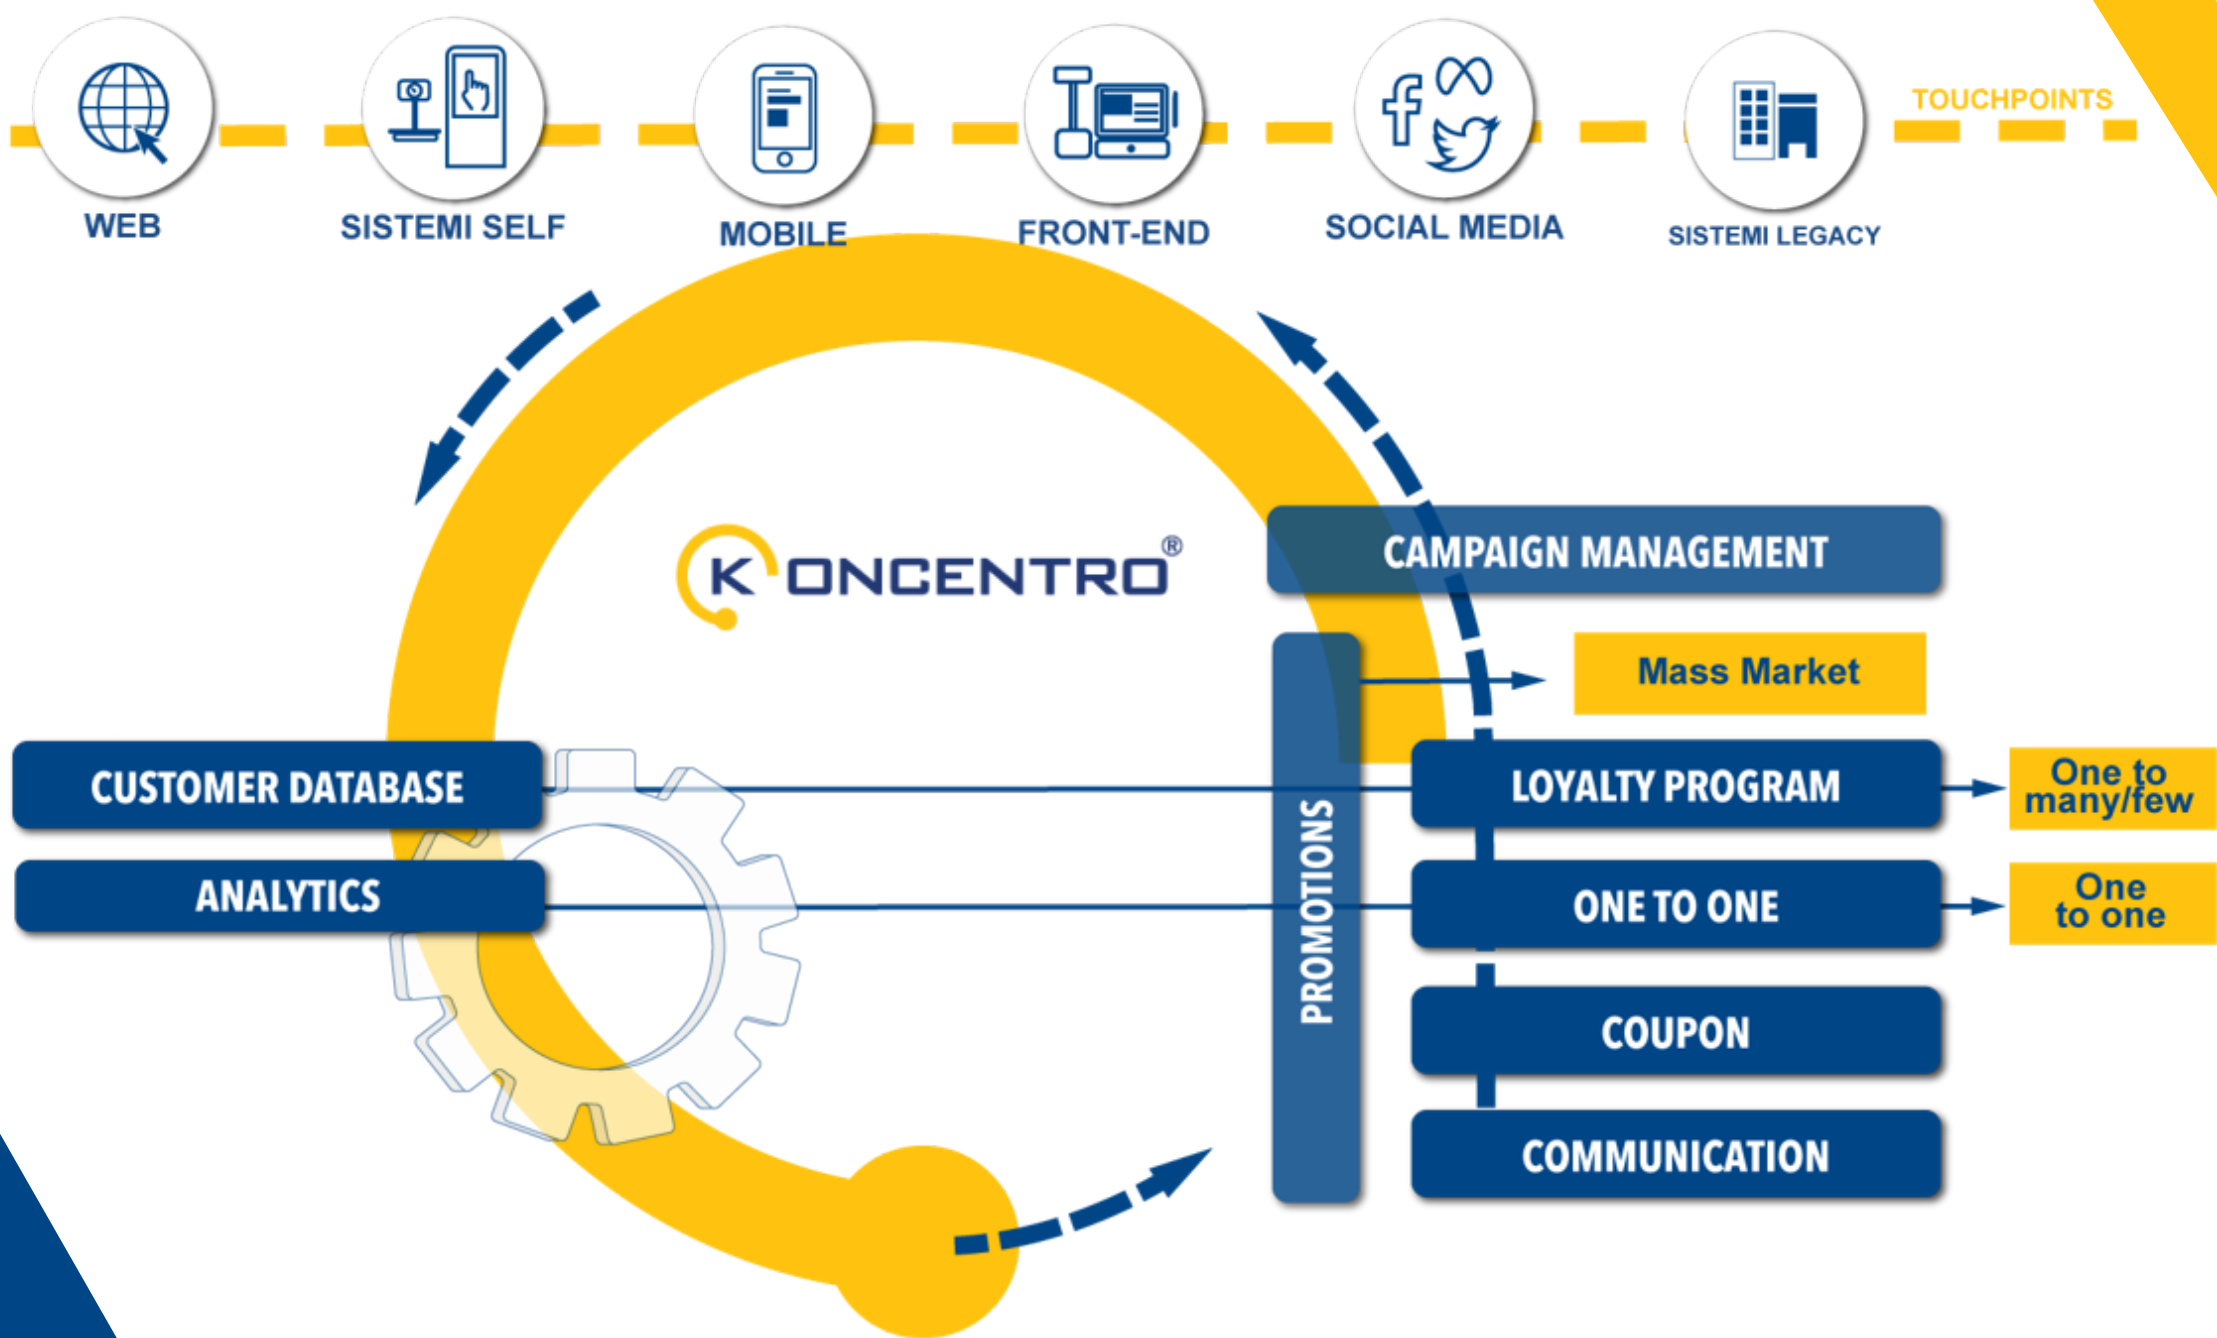 TOUCHPOINTS
WEB
SISTEMI SELF
MOBILE
FRONT-END
SOCIAL MEDIA
SISTEMI LEGACY
KONCENTRO®
CAMPAIGN MANAGEMENT
Mass Market
CUSTOMER DATABASE
LOYALTY PROGRAM
One to
many/few
ANALYTICS
PROMOTIONS
ONE TO ONE
One
to one
COUPON
COMMUNICATION